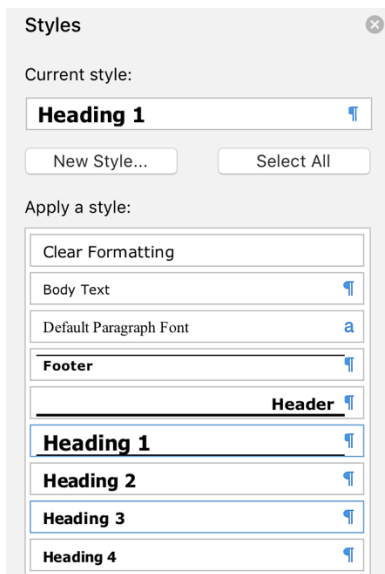 Styles
Current style:
Heading 1 ¶
New Style... Select All
Apply a style:
Clear Formatting
Body Text ¶
Default Paragraph Font a
Footer ¶
Header ¶
Heading 1 ¶
Heading 2 ¶
Heading 3 ¶
Heading 4 ¶